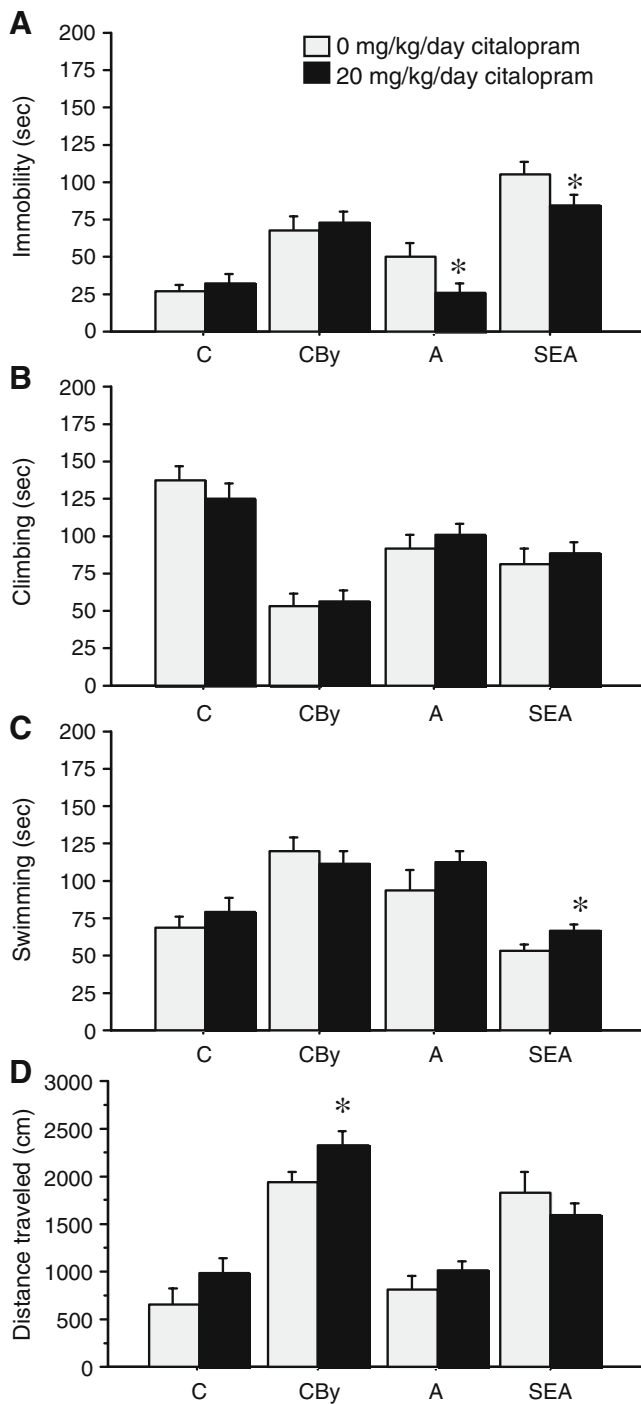 A
Immobility (sec)
200
175
150
125
100
75
50
25
0
0 mg/kg/day citalopram
20 mg/kg/day citalopram
*
*
C CBy A SEA
B
Climbing (sec)
200
175
150
125
100
75
50
25
0
C CBy A SEA
C
Swimming (sec)
200
175
150
125
100
75
50
25
0
*
C CBy A SEA
D
Distance traveled (cm)
3000
2500
2000
1500
1000
500
0
*
C CBy A SEA